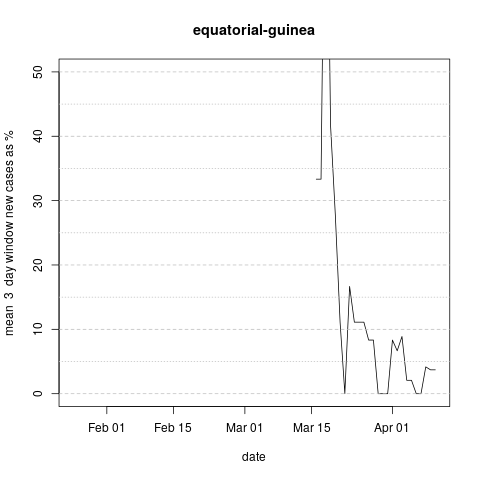 equatorial-guinea
mean 3 day window new cases as %
50
40
30
20
10
0
Feb 01 Feb 15 Mar 01 Mar 15 Apr 01
date